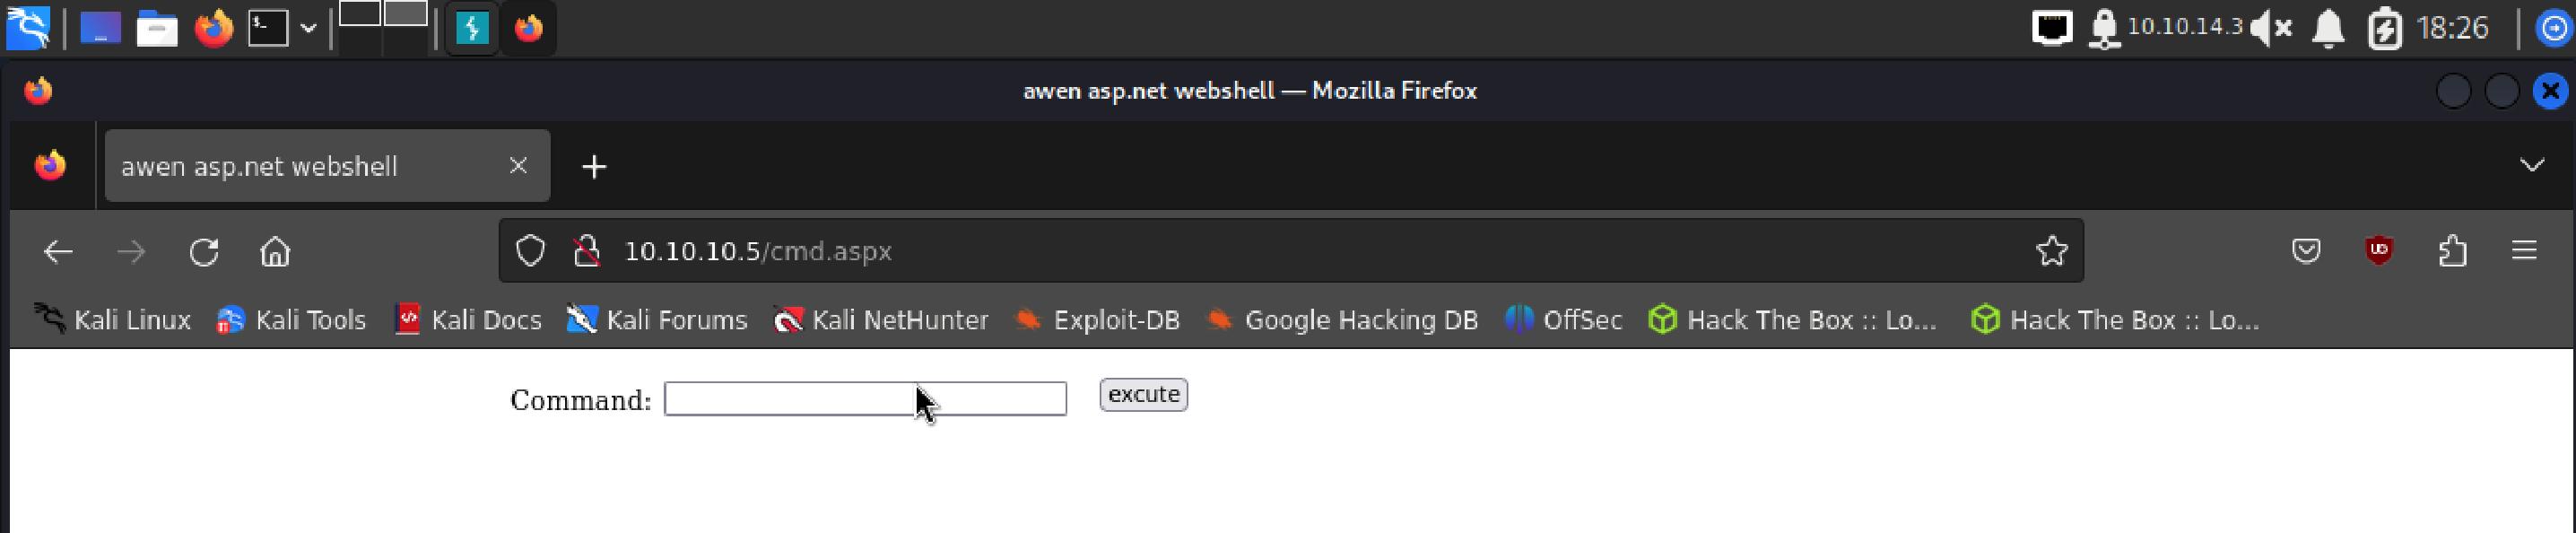 $_ 10.10.14.3 18:26
awen asp.net webshell — Mozilla Firefox
awen asp.net webshell
10.10.10.5/cmd.aspx
Kali Linux Kali Tools Kali Docs Kali Forums Kali NetHunter Exploit-DB Google Hacking DB OffSec Hack The Box :: Lo... Hack The Box :: Lo...
Command: excute